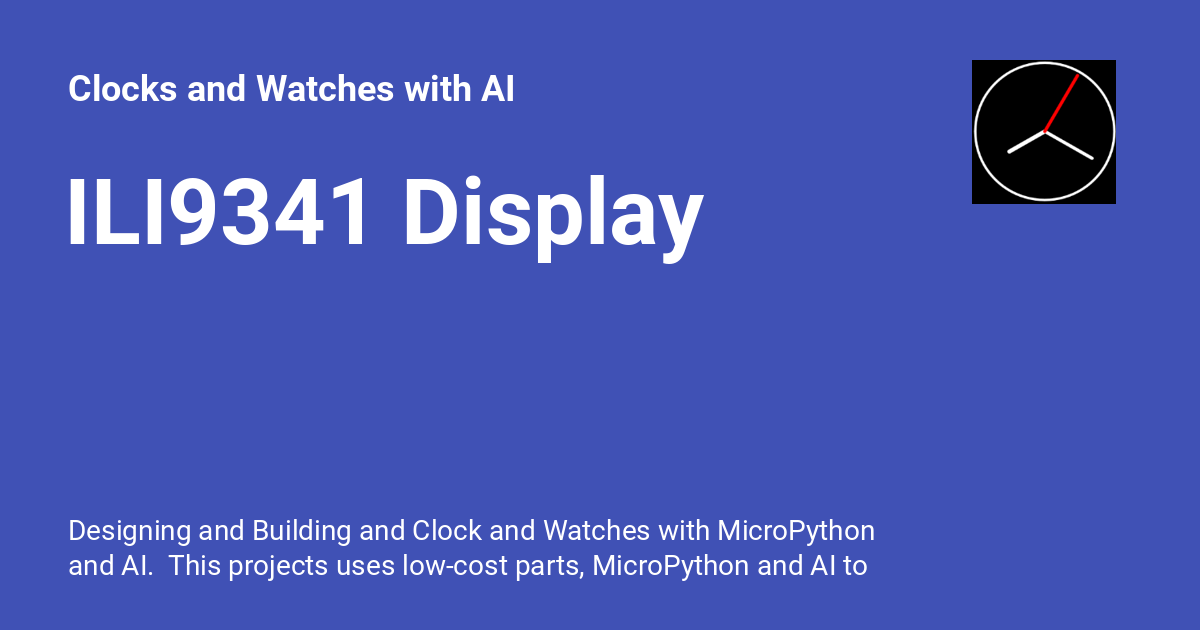 Clocks and Watches with AI
ILI9341 Display
Designing and Building and Clock and Watches with MicroPython
and AI.  This projects uses low-cost parts, MicroPython and AI to